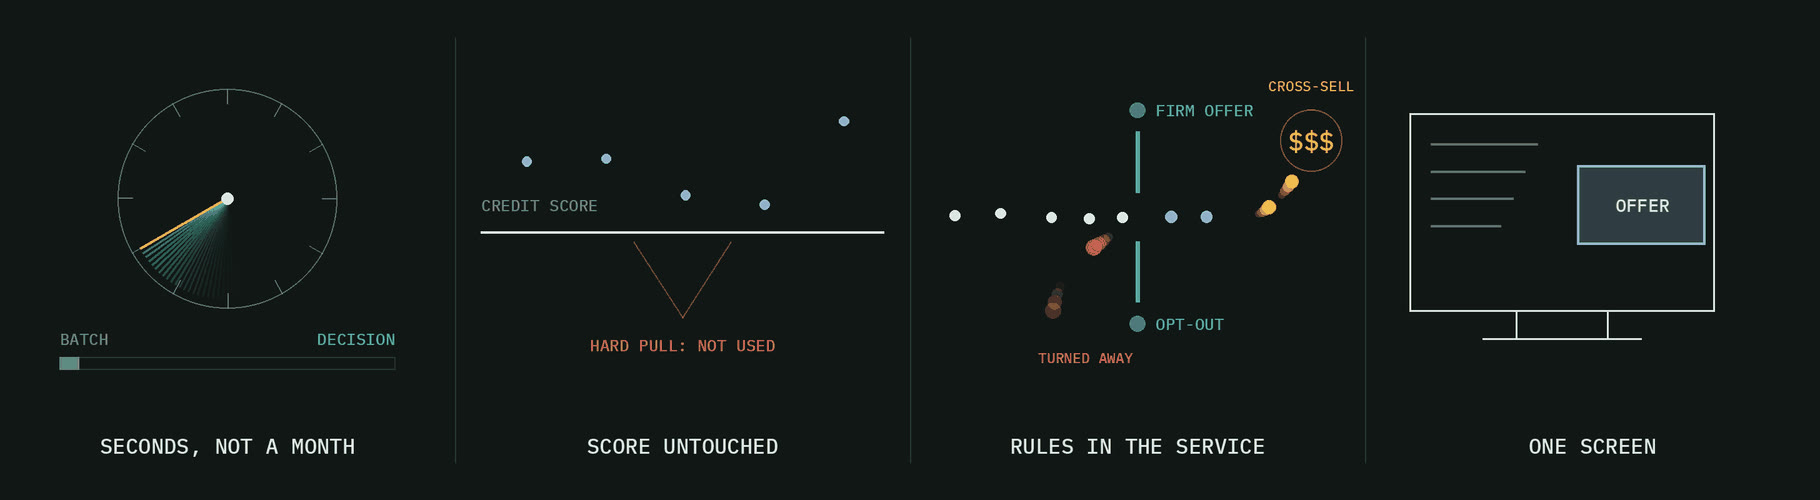 BATCH
DECISION
SECONDS, NOT A MONTH
CREDIT SCORE
HARD PULL: NOT USED
SCORE UNTOUCHED
CROSS-SELL
FIRM OFFER
$$$
OPT-OUT
TURNED AWAY
RULES IN THE SERVICE
OFFER
ONE SCREEN